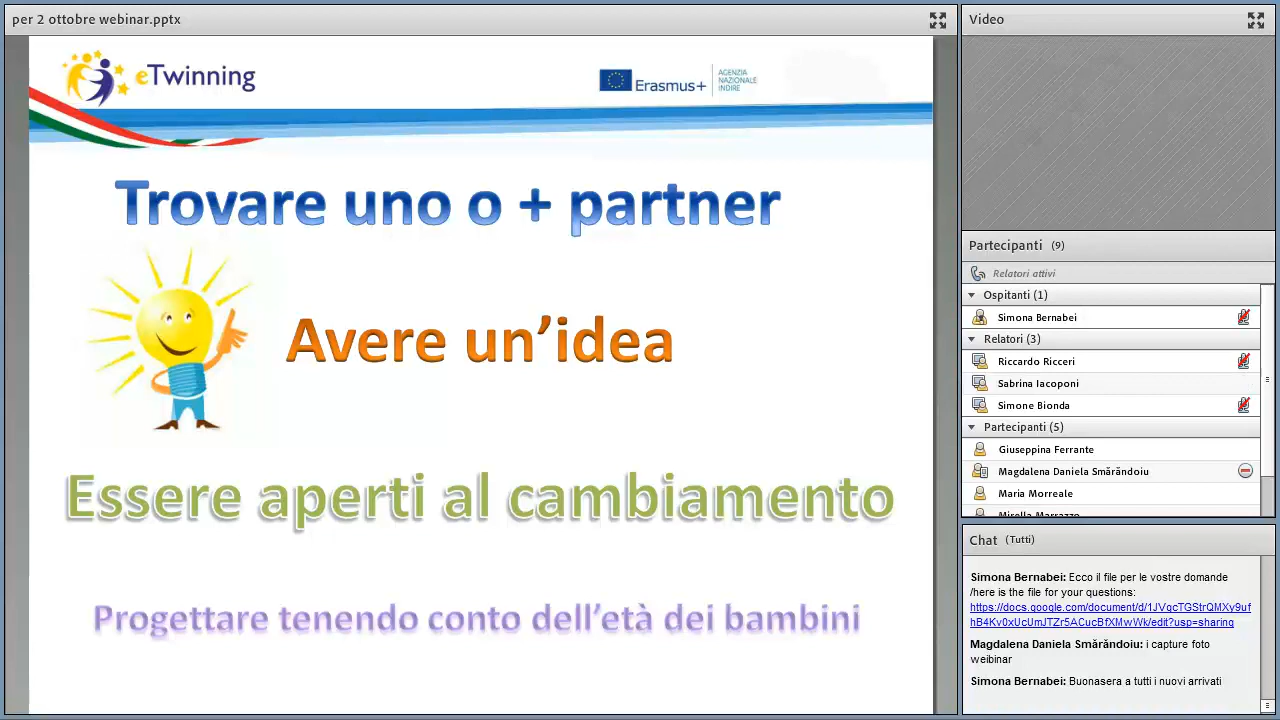 per 2 ottobre webinar.pptx
eTwinning
Erasmus+
AGENZIA
NAZIONALE
INDIRE
Trovare uno o + partner
Avere un’idea
Essere aperti al cambiamento
Progettare tenendo conto dell’età dei bambini
Video
Partecipanti (9)
Relatori attivi
Ospitanti (1)
Simona Bernabei
Relatori (3)
Riccardo Ricceri
Sabrina Iacoponi
Simone Bionda
Partecipanti (5)
Giuseppina Ferrante
Magdalena Daniela Smărăndoiu
Maria Morreale
Mirella Marrazzo
Chat (Tutti)
Simona Bernabei: Ecco il file per le vostre domande
/here is the file for your questions:
https://docs.google.com/document/d/1JVqcTGStrQMXy9uf
hB4Kv0xUcUmJTZr5ACucBfXMwWk/edit?usp=sharing
Magdalena Daniela Smărăndoiu: i capture foto
weibinar
Simona Bernabei: Buonasera a tutti i nuovi arrivati